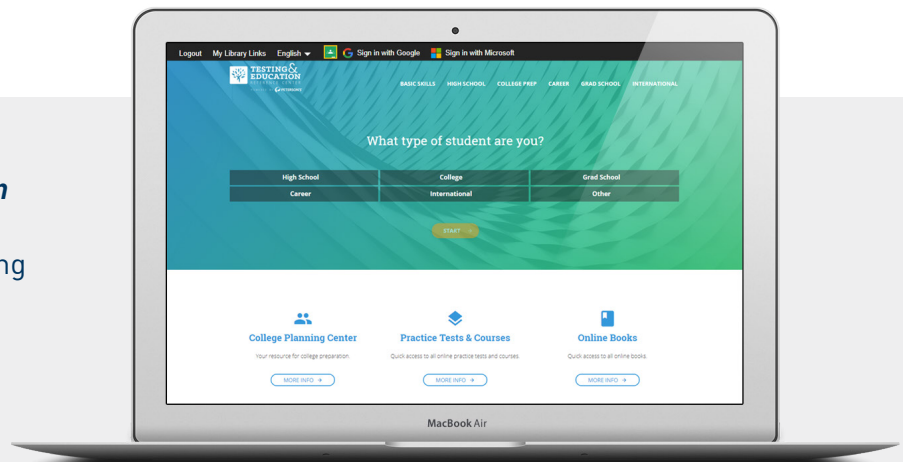 Logout My Library Links English Sign in with Google Sign in with Microsoft
TESTING &
EDUCATION
PETERSON'S
BASIC SKILLS HIGH SCHOOL COLLEGE PREP CAREER GRAD SCHOOL INTERNATIONAL
What type of student are you?
High School College Grad School
Career International Other
START
n
ng
College Planning Center Practice Tests & Courses Online Books
Your resource for college preparation. Quick access to all online practice tests and courses. Quick access to all online books.
MORE INFO → MORE INFO → MORE INFO →
MacBook Air